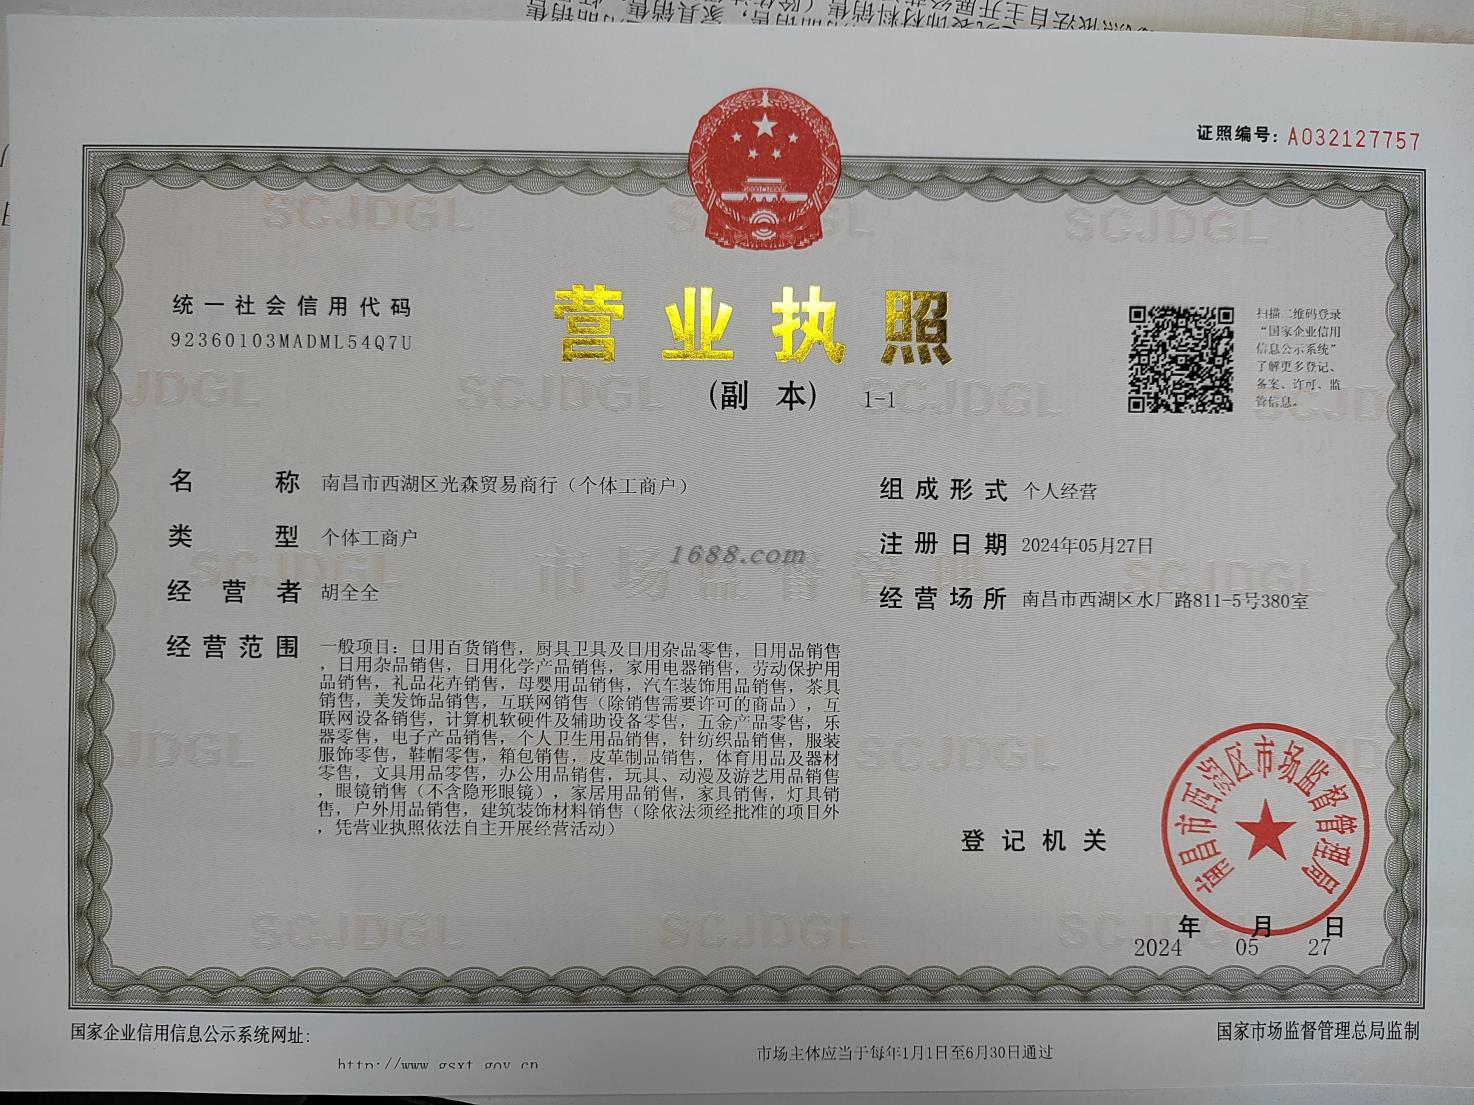 证照编号：A032127757
统一社会信用代码
92360103MADML54Q7U
营业执照
（副 本） 1-1
扫描二维码登录
“国家企业信用
信息公示系统”
了解更多登记、
备案、许可、监
管信息。
名称 南昌市西湖区光森贸易商行（个体工商户）
类型 个体工商户
经营者 胡全全
经营范围 一般项目：日用百货销售，厨具卫具及日用杂品零售，日用品销售
，日用杂品销售，日用化学产品销售，家用电器销售，劳动保护用
品销售，礼品花卉销售，母婴用品销售，汽车装饰用品销售，茶具
销售，美发饰品销售，互联网销售（除销售需要许可的商品），互
联网设备销售，计算机软硬件及辅助设备零售，五金产品零售，乐
器零售，电子产品销售，个人卫生用品销售，针纺织品销售，服装
服饰零售，鞋帽零售，箱包销售，皮革制品销售，体育用品及器材
零售，文具用品零售，办公用品销售，玩具、动漫及游艺用品销售
，眼镜销售（不含隐形眼镜），家居用品销售，家具销售，灯具销
售，户外用品销售，建筑装饰材料销售（除依法须经批准的项目外
，凭营业执照依法自主开展经营活动）
组成形式 个人经营
注册日期 2024年05月27日
经营场所 南昌市西湖区水厂路811-5号380室
1688.com
市场监督管理
SCJDGL
登记机关
南昌市西湖区市场监督管理局
年 月 日
2024 05 27
国家企业信用信息公示系统网址：
http://www.gsxt.gov.cn
市场主体应当于每年1月1日至6月30日通过
国家市场监督管理总局监制